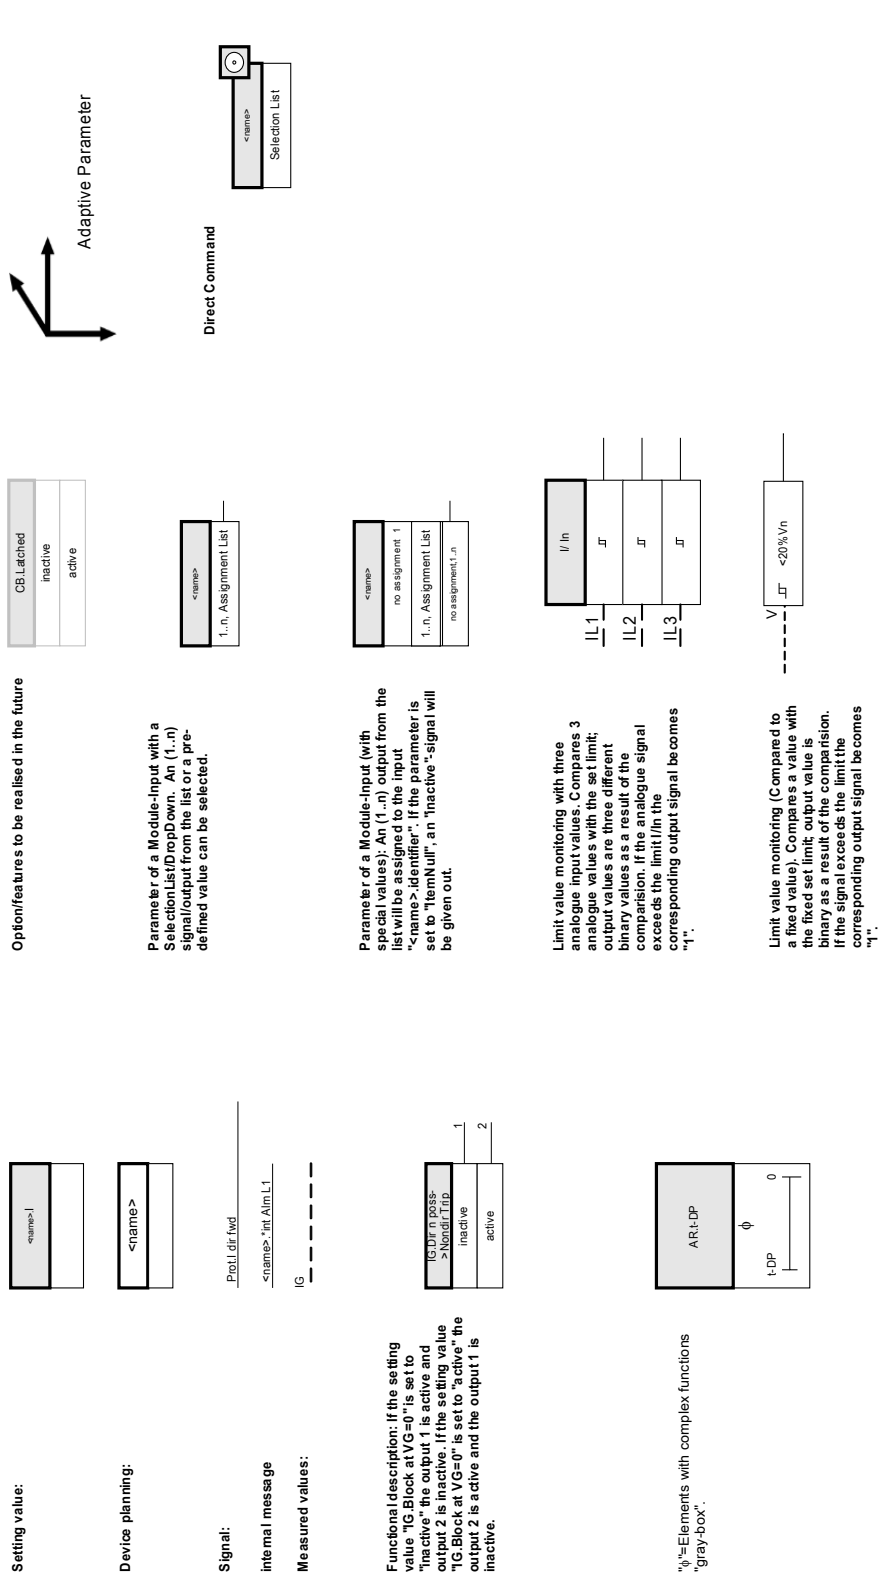 Setting value:
<name>.I
Device planning:
<name>
Signal:
Prot.I dir fwd
internal message
<name>.*int Alm L1
Measured values:
IG
Functional description: If the setting
value "IG.Block at VG=0" is set to
"inactive" the output 1 is active and
output 2 is inactive. If the setting value
"IG.Block at VG=0" is set to "active" the
output 2 is active and the output 1 is
inactive.
IG.Dir n poss-
>Nondir Trip
inactive
active
1
2
"ϕ"=Elements with complex functions
"gray-box".
AR.t-DP
ϕ
t-DP
0
Option/features to be realised in the future
CB.Latched
inactive
active
Parameter of a Module-Input with a
SelectionList/DropDown. An (1..n)
signal/output from the list or a pre-
defined value can be selected.
<name>
1..n, Assignment List
Parameter of a Module-Input (with
special values): An (1..n) output from the
list will be assigned to the input
"<name>.identifier". If the parameter is
set to "ItemNull", an "inactive"-signal will
be given out.
<name>
no assignment 1
1..n, Assignment List
no assignment,1..n
Limit value monitoring with three
analogue input values. Compares 3
analogue values with the set limit;
output values are three different
binary values as a result of the
comparision. If the analogue signal
exceeds the limit I/In the
corresponding output signal becomes
"1".
I/ In
IL1
IL2
IL3
Limit value monitoring (Compared to
a fixed value). Compares a value with
the fixed set limit; output value is
binary as a result of the comparision.
If the signal exceeds the limit the
corresponding output signal becomes
"1".
V
<20% Vn
Adaptive Parameter
Direct Command
<name>
Selection List